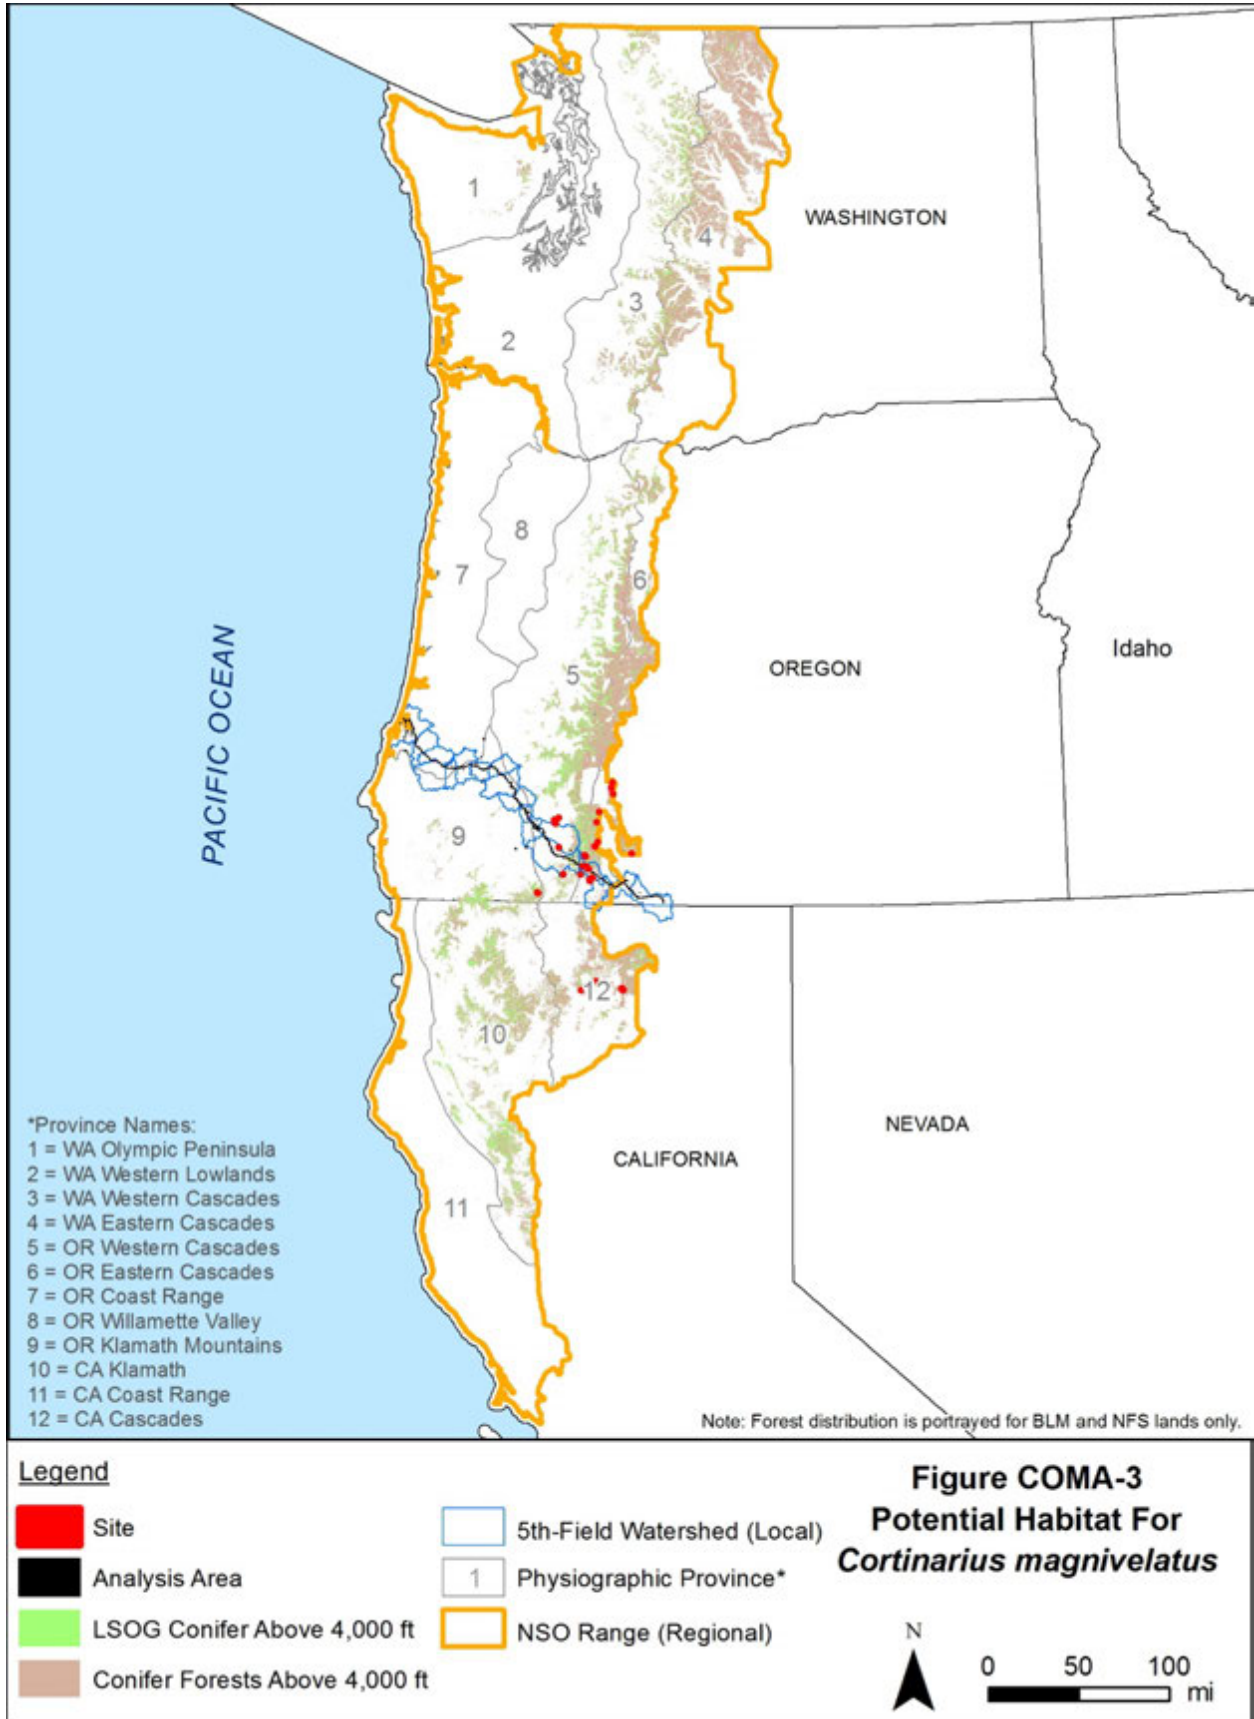 1
WASHINGTON
4
3
2
8
7
6
5
Idaho
OREGON
PACIFIC OCEAN
9
12
10
NEVADA
CALIFORNIA
11
*Province Names:
1 = WA Olympic Peninsula
2 = WA Western Lowlands
3 = WA Western Cascades
4 = WA Eastern Cascades
5 = OR Western Cascades
6 = OR Eastern Cascades
7 = OR Coast Range
8 = OR Willamette Valley
9 = OR Klamath Mountains
10 = CA Klamath
11 = CA Coast Range
12 = CA Cascades
Note: Forest distribution is portrayed for BLM and NFS lands only.
Legend
Site
Analysis Area
LSOG Conifer Above 4,000 ft
Conifer Forests Above 4,000 ft
5th-Field Watershed (Local)
1 Physiographic Province*
NSO Range (Regional)
Figure COMA-3
Potential Habitat For
Cortinarius magnivelatus
N
0 50 100
mi